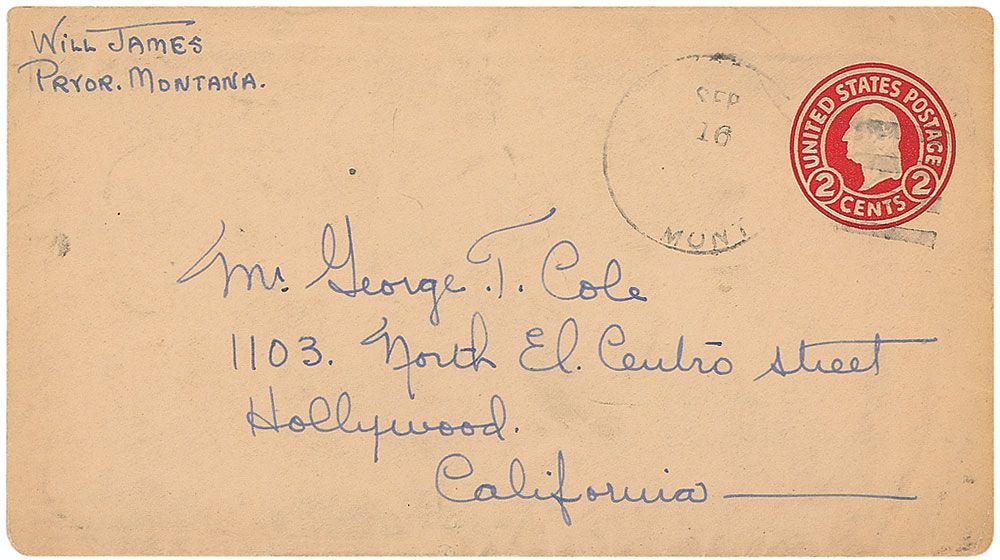 WILL JAMES
PRYOR. MONTANA.
SEP
16
MONT
UNITED STATES POSTAGE
2 CENTS 2
Mr. George. T. Cole
1103. North El. Centro street
Hollywood.
California